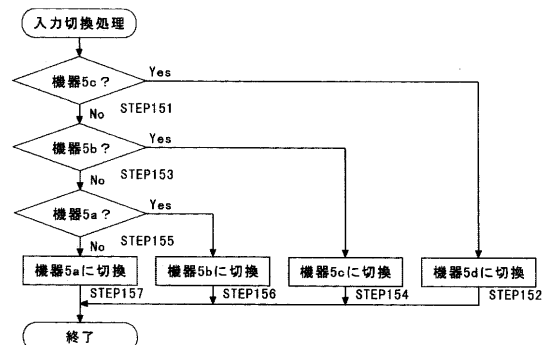 入力切換処理
機器5c？
Yes
No
STEP151
機器5b？
Yes
No
STEP153
機器5a？
Yes
No
STEP155
機器5aに切換
機器5bに切換
機器5cに切換
機器5dに切換
STEP157
STEP156
STEP154
STEP152
終了